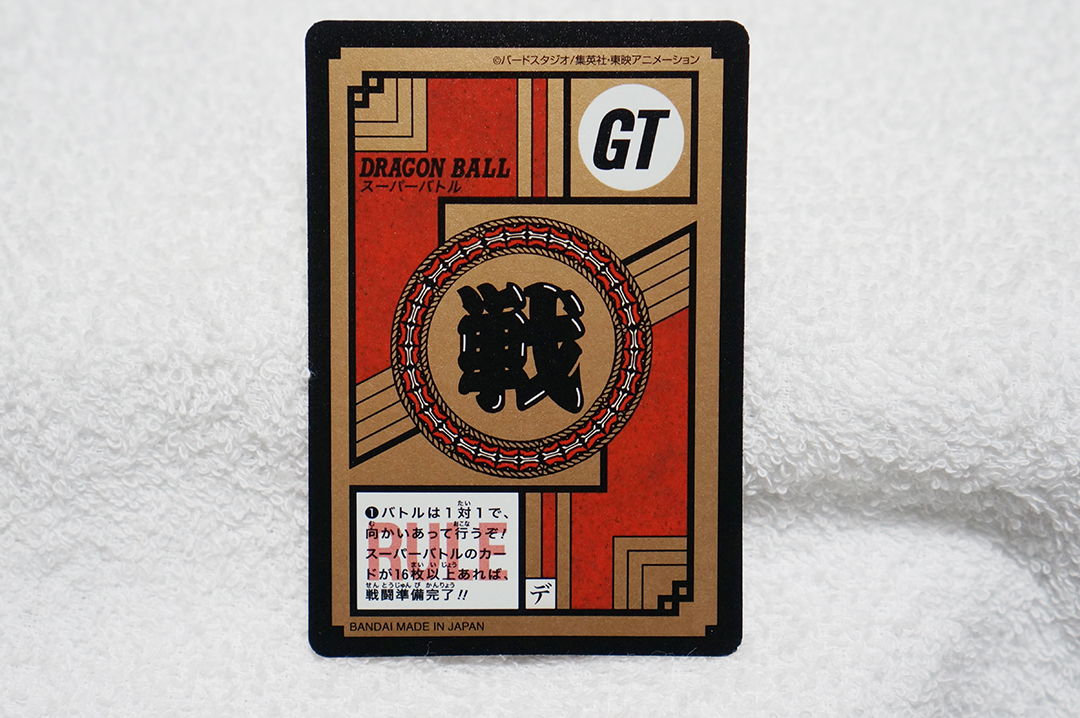 ©バードスタジオ/集英社・東映アニメーション
GT
DRAGON BALL
スーパーバトル
戦
RULE
❶バトルは1対1で、
向かいあって行うぞ!
スーパーバトルのカー
ドが16枚以上あれば、
戦闘準備完了!!
デ
BANDAI MADE IN JAPAN